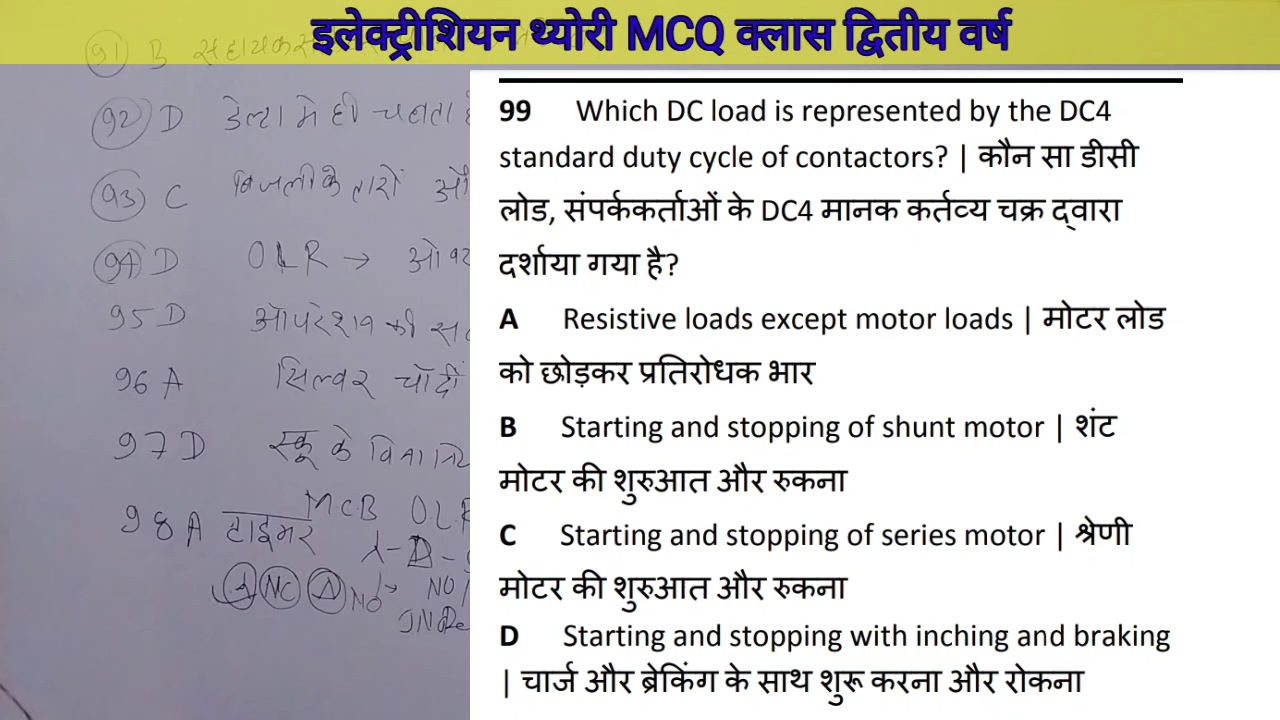 इलेक्ट्रीशियन थ्योरी MCQ क्लास द्वितीय वर्ष
91 B
92 D डेल्टा मे ही चलता
93 C बिजली के तारों
94 D OLR →
95 D ऑपरेशन की
96 A सिल्वर चाँदी
97 D स्क्रू के बिना
M.C.B
98 A टाइमर
NC NO NO
99 Which DC load is represented by the DC4
standard duty cycle of contactors? | कौन सा डीसी
लोड, संपर्ककर्ताओं के DC4 मानक कर्तव्य चक्र द्वारा
दर्शाया गया है?
A Resistive loads except motor loads | मोटर लोड
को छोड़कर प्रतिरोधक भार
B Starting and stopping of shunt motor | शंट
मोटर की शुरुआत और रुकना
C Starting and stopping of series motor | श्रेणी
मोटर की शुरुआत और रुकना
D Starting and stopping with inching and braking
| चार्ज और ब्रेकिंग के साथ शुरू करना और रोकना